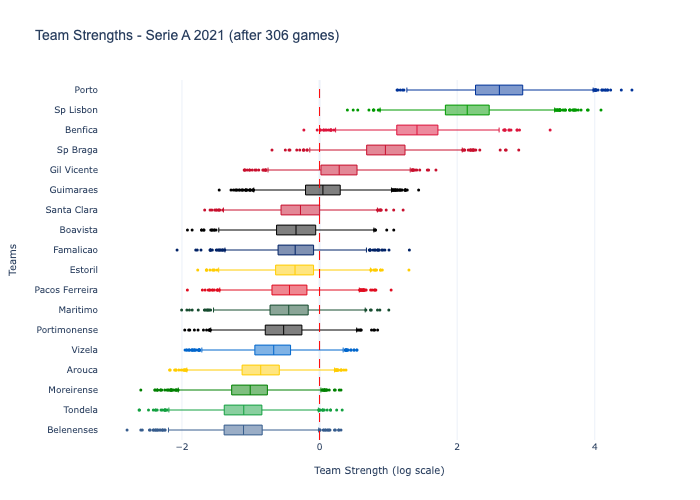 Team Strengths - Serie A 2021 (after 306 games)
Porto
Sp Lisbon
Benfica
Sp Braga
Gil Vicente
Guimaraes
Santa Clara
Boavista
Famalicao
Estoril
Pacos Ferreira
Maritimo
Portimonense
Vizela
Arouca
Moreirense
Tondela
Belenenses
Teams
−2 0 2 4
Team Strength (log scale)